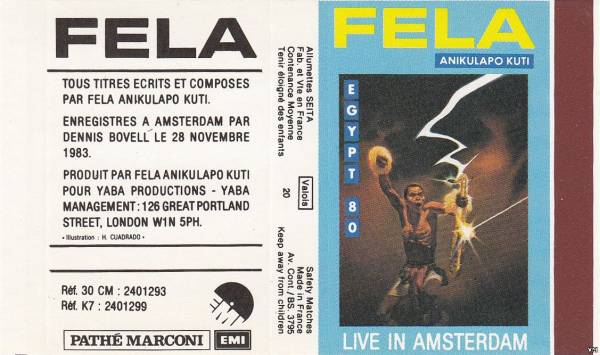 FELA
TOUS TITRES ECRITS ET COMPOSES
PAR FELA ANIKULAPO KUTI.
ENREGISTRES A AMSTERDAM PAR
DENNIS BOVELL LE 28 NOVEMBRE
1983.
PRODUIT PAR FELA ANIKULAPO KUTI
POUR YABA PRODUCTIONS - YABA
MANAGEMENT : 126 GREAT PORTLAND
STREET, LONDON W1N 5PH.
• Illustration : H. CUADRADO •
Réf. 30 CM : 2401293
Réf. K7 : 2401299
EMI
PATHÉ MARCONI EMI
Allumettes SEITA
Fab. et Vie en France
Contenance Moyenne
Tenir éloigné des enfants
Valois
20
Safety Matches
Made in France
Av. Cont./BS. 3795
Keep away from children
FELA
ANIKULAPO KUTI
EGYPT 80
LIVE IN AMSTERDAM